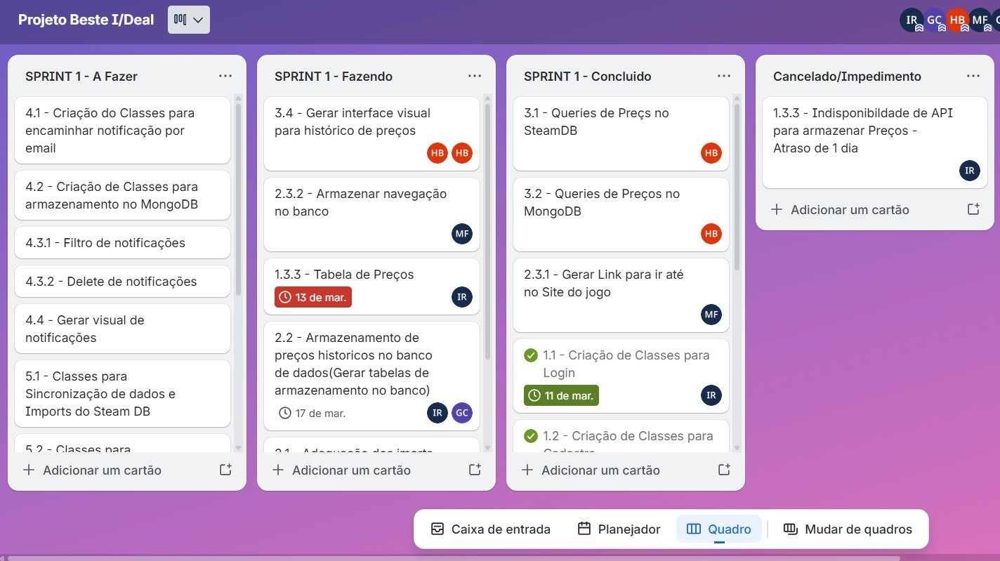 Projeto Beste I/Deal
IR GC HB MF
SPRINT 1 - A Fazer
4.1 - Criação do Classes para
encaminhar notificação por
email
4.2 - Criação de Classes para
armazenamento no MongoDB
4.3.1 - Filtro de notificações
4.3.2 - Delete de notificações
4.4 - Gerar visual de
notificações
5.1 - Classes para
Sincronização de dados e
Imports do Steam DB
5.2 - Classes para
Adicionar um cartão
SPRINT 1 - Fazendo
3.4 - Gerar interface visual
para histórico de preços
HB HB
2.3.2 - Armazenar navegação
no banco
MF
1.3.3 - Tabela de Preços
13 de mar.
IR
2.2 - Armazenamento de
preços historicos no banco
de dados(Gerar tabelas de
armazenamento no banco)
17 de mar.
IR GC
Adicionar um cartão
SPRINT 1 - Concluido
3.1 - Queries de Preçs no
SteamDB
HB
3.2 - Queries de Preços no
MongoDB
HB
2.3.1 - Gerar Link para ir até
no Site do jogo
MF
1.1 - Criação de Classes para
Login
11 de mar.
IR
1.2 - Criação de Classes para
Adicionar um cartão
Cancelado/Impedimento
1.3.3 - Indisponibildade de API
para armazenar Preços -
Atraso de 1 dia
IR
Adicionar um cartão
Caixa de entrada
Planejador
Quadro
Mudar de quadros